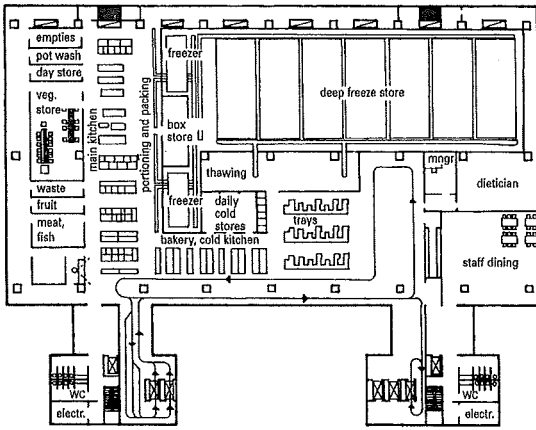 empties
pot wash
day store
veg.
store
waste
fruit
meat,
fish
main kitchen
portioning and packing
freezer
box
store
freezer
deep freeze store
thawing
daily
cold
stores
trays
bakery, cold kitchen
mngr
dietician
staff dining
WC
electr.
WC
electr.